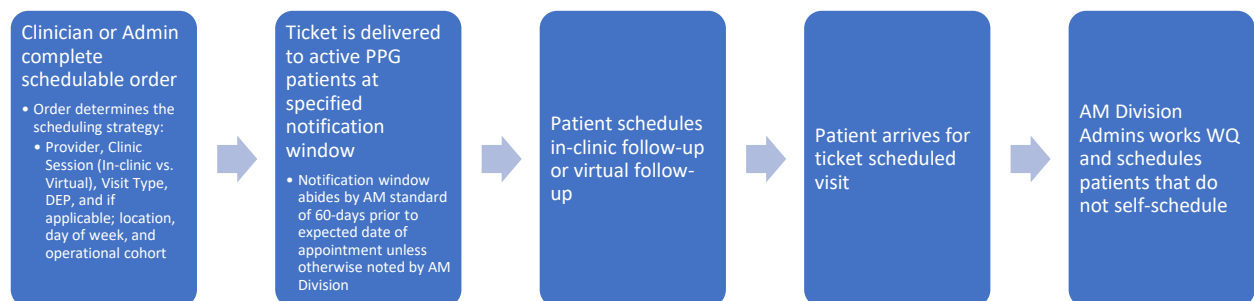 Clinician or Admin
complete
schedulable order
• Order determines the
scheduling strategy:
• Provider, Clinic
Session (In-clinic vs.
Virtual), Visit Type,
DEP, and if
applicable; location,
day of week, and
operational cohort
Ticket is delivered
to active PPG
patients at
specified
notification
window
• Notification window
abides by AM standard
of 60-days prior to
expected date of
appointment unless
otherwise noted by AM
Division
Patient schedules
in-clinic follow-up
or virtual follow-
up
Patient arrives for
ticket scheduled
visit
AM Division
Admins works WQ
and schedules
patients that do
not self-schedule